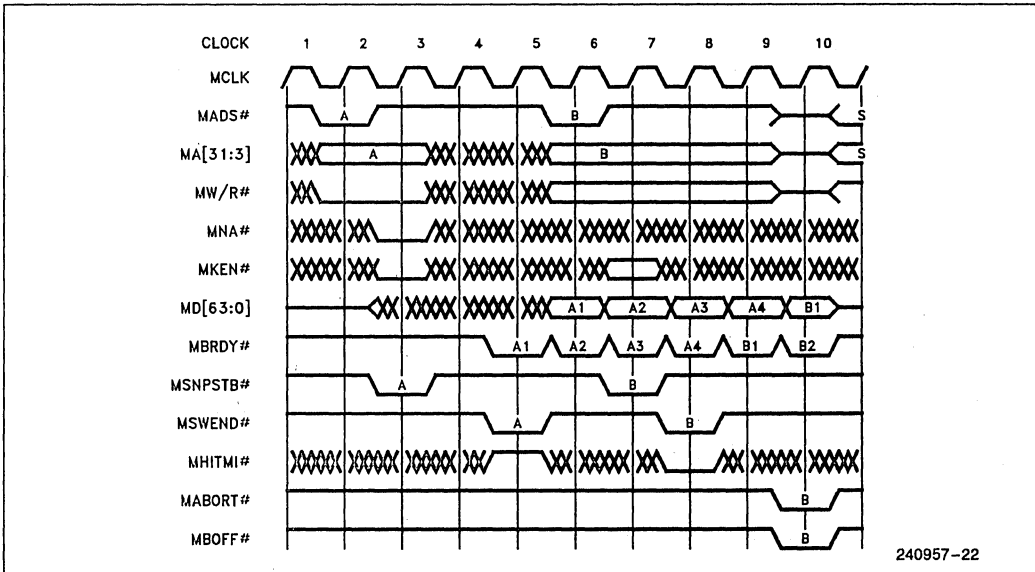 CLOCK 1 2 3 4 5 6 7 8 9 10
MCLK
MADS# A B S
MA[31:3] A B S
MW/R#
MNA#
MKEN#
MD[63:0] A1 A2 A3 A4 B1
MBRDY# A1 A2 A3 A4 B1 B2
MSNPSTB# A B
MSWEND# A B
MHITMI#
MABORT# B
MBOFF# B
240957-22